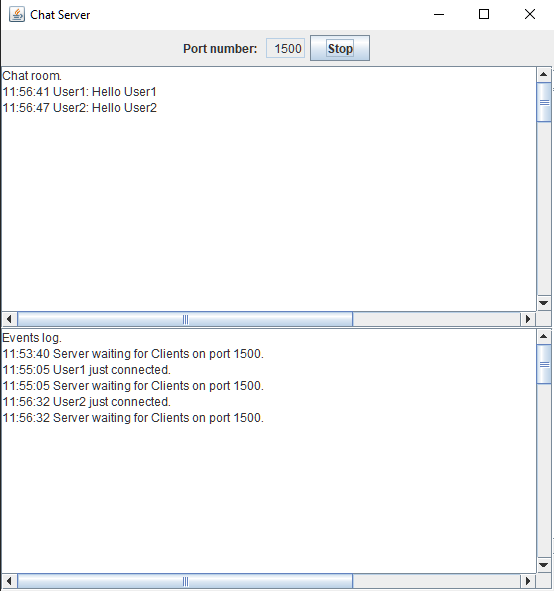 Chat Server
Port number: 1500 Stop
Chat room.
11:56:41 User1: Hello User1
11:56:47 User2: Hello User2
Events log.
11:53:40 Server waiting for Clients on port 1500.
11:55:05 User1 just connected.
11:55:05 Server waiting for Clients on port 1500.
11:56:32 User2 just connected.
11:56:32 Server waiting for Clients on port 1500.